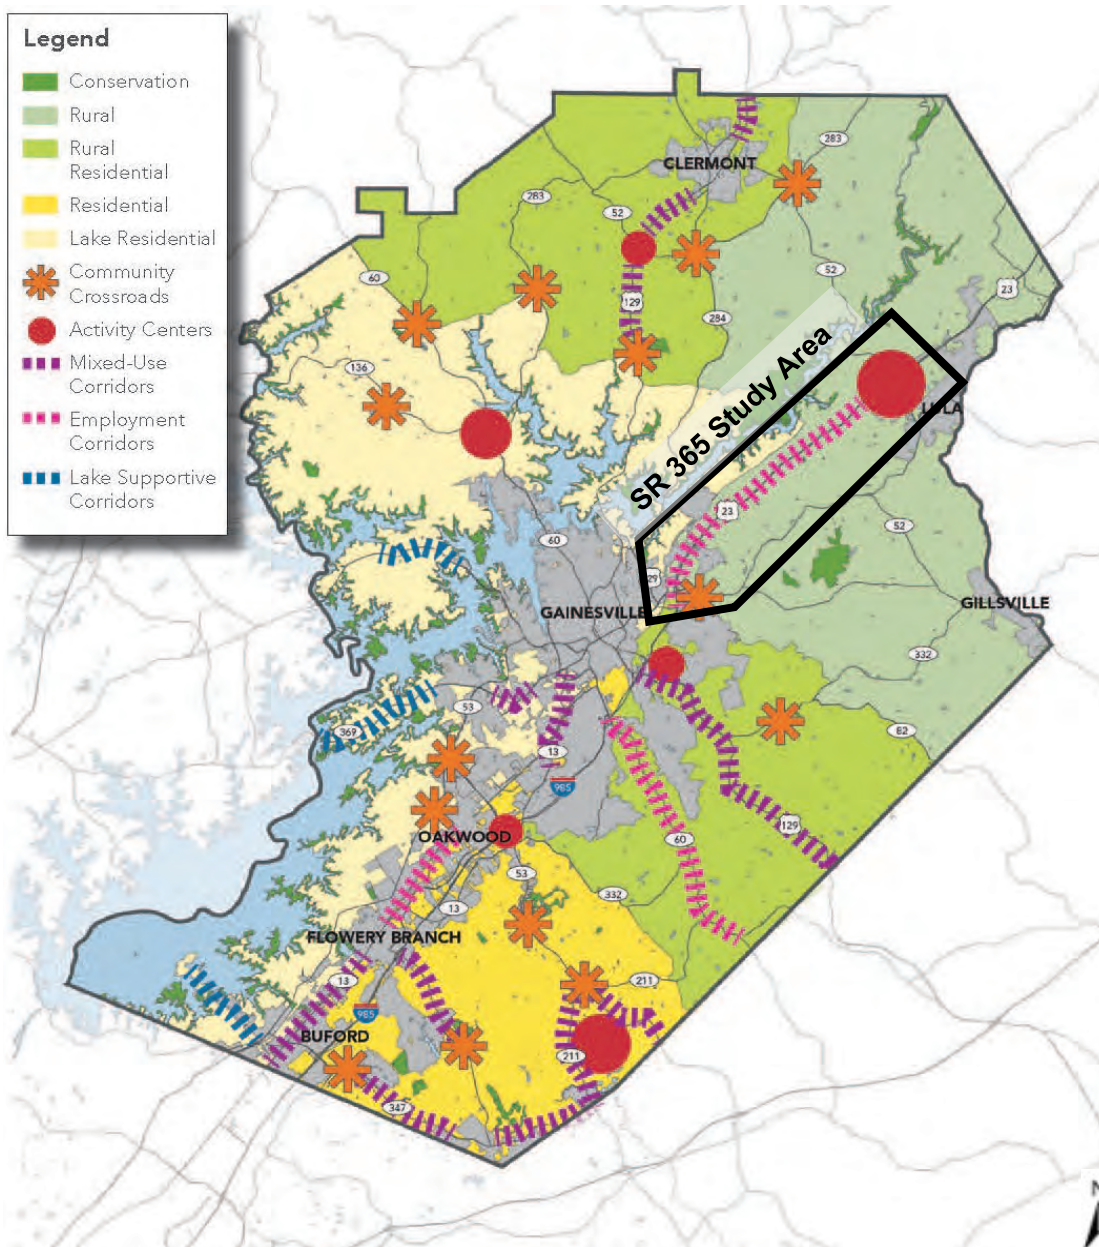 Legend
Conservation
Rural
Rural
Residential
Residential
Lake Residential
Community
Crossroads
Activity Centers
Mixed-Use
Corridors
Employment
Corridors
Lake Supportive
Corridors
CLERMONT
283
283
52
52
60
129
284
23
136
SR 365 Study Area
LULA
23
52
60
29
GAINESVILLE
GILLSVILLE
332
53
369
82
13
985
129
OAKWOOD
60
53
332
13
FLOWERY BRANCH
211
13
985
BUFORD
211
347
N